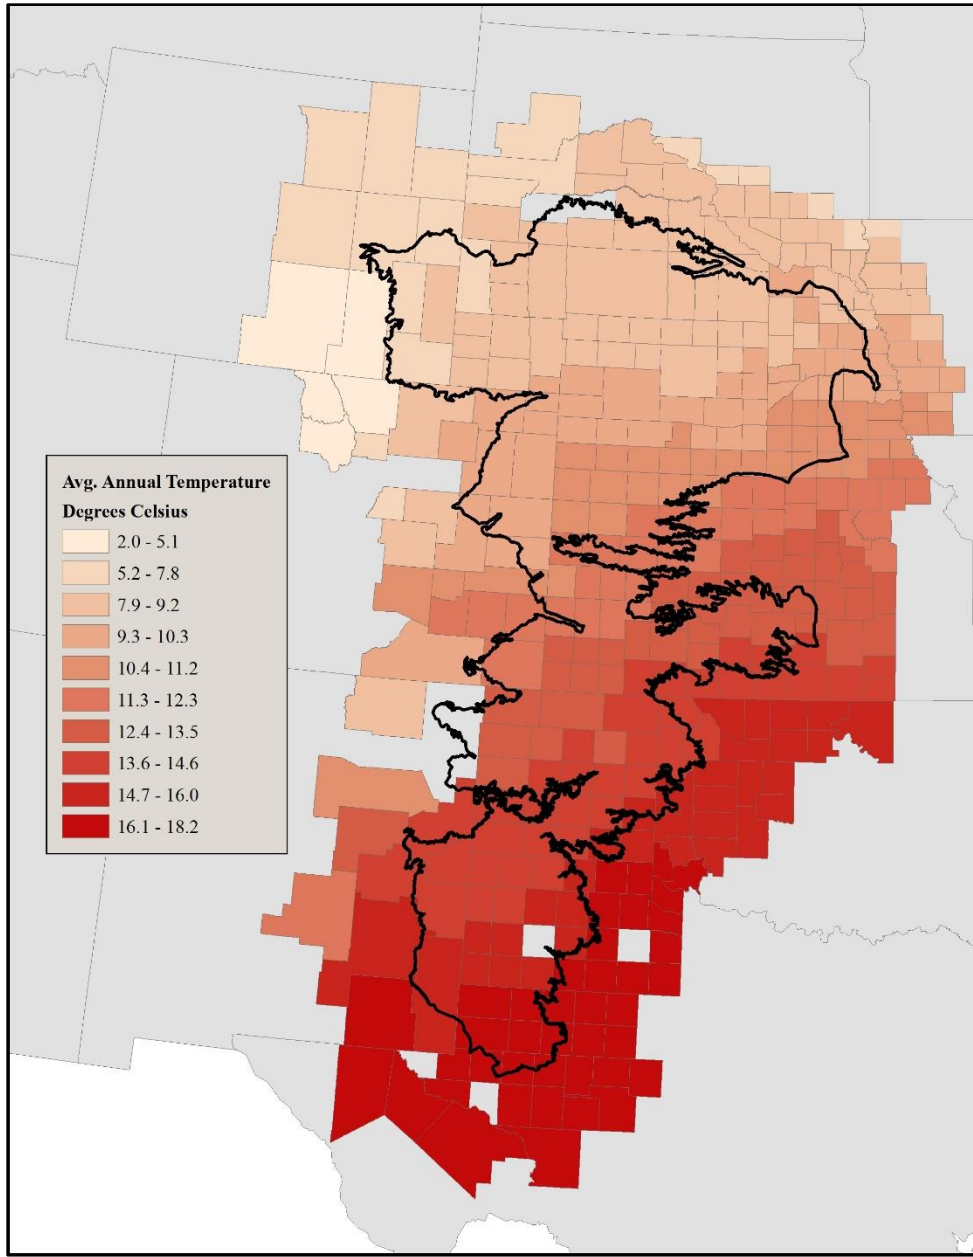 Avg. Annual Temperature
Degrees Celsius
2.0 - 5.1
5.2 - 7.8
7.9 - 9.2
9.3 - 10.3
10.4 - 11.2
11.3 - 12.3
12.4 - 13.5
13.6 - 14.6
14.7 - 16.0
16.1 - 18.2